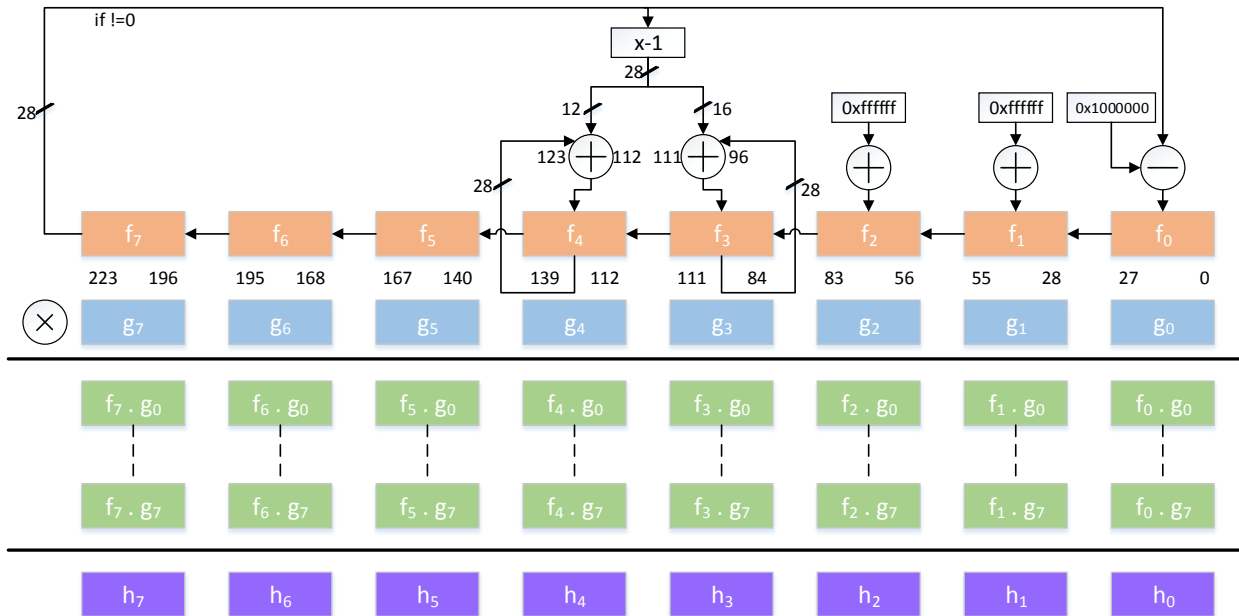 if !=0
x-1
28
28
12
16
0xffffff
0xffffff
0x1000000
123
112
111
96
28
28
f₇
f₆
f₅
f₄
f₃
f₂
f₁
f₀
223 196
195 168
167 140
139 112
111 84
83 56
55 28
27 0
g₇
g₆
g₅
g₄
g₃
g₂
g₁
g₀
f₇ . g₀
f₆ . g₀
f₅ . g₀
f₄ . g₀
f₃ . g₀
f₂ . g₀
f₁ . g₀
f₀ . g₀
f₇ . g₇
f₆ . g₇
f₅ . g₇
f₄ . g₇
f₃ . g₇
f₂ . g₇
f₁ . g₇
f₀ . g₇
h₇
h₆
h₅
h₄
h₃
h₂
h₁
h₀